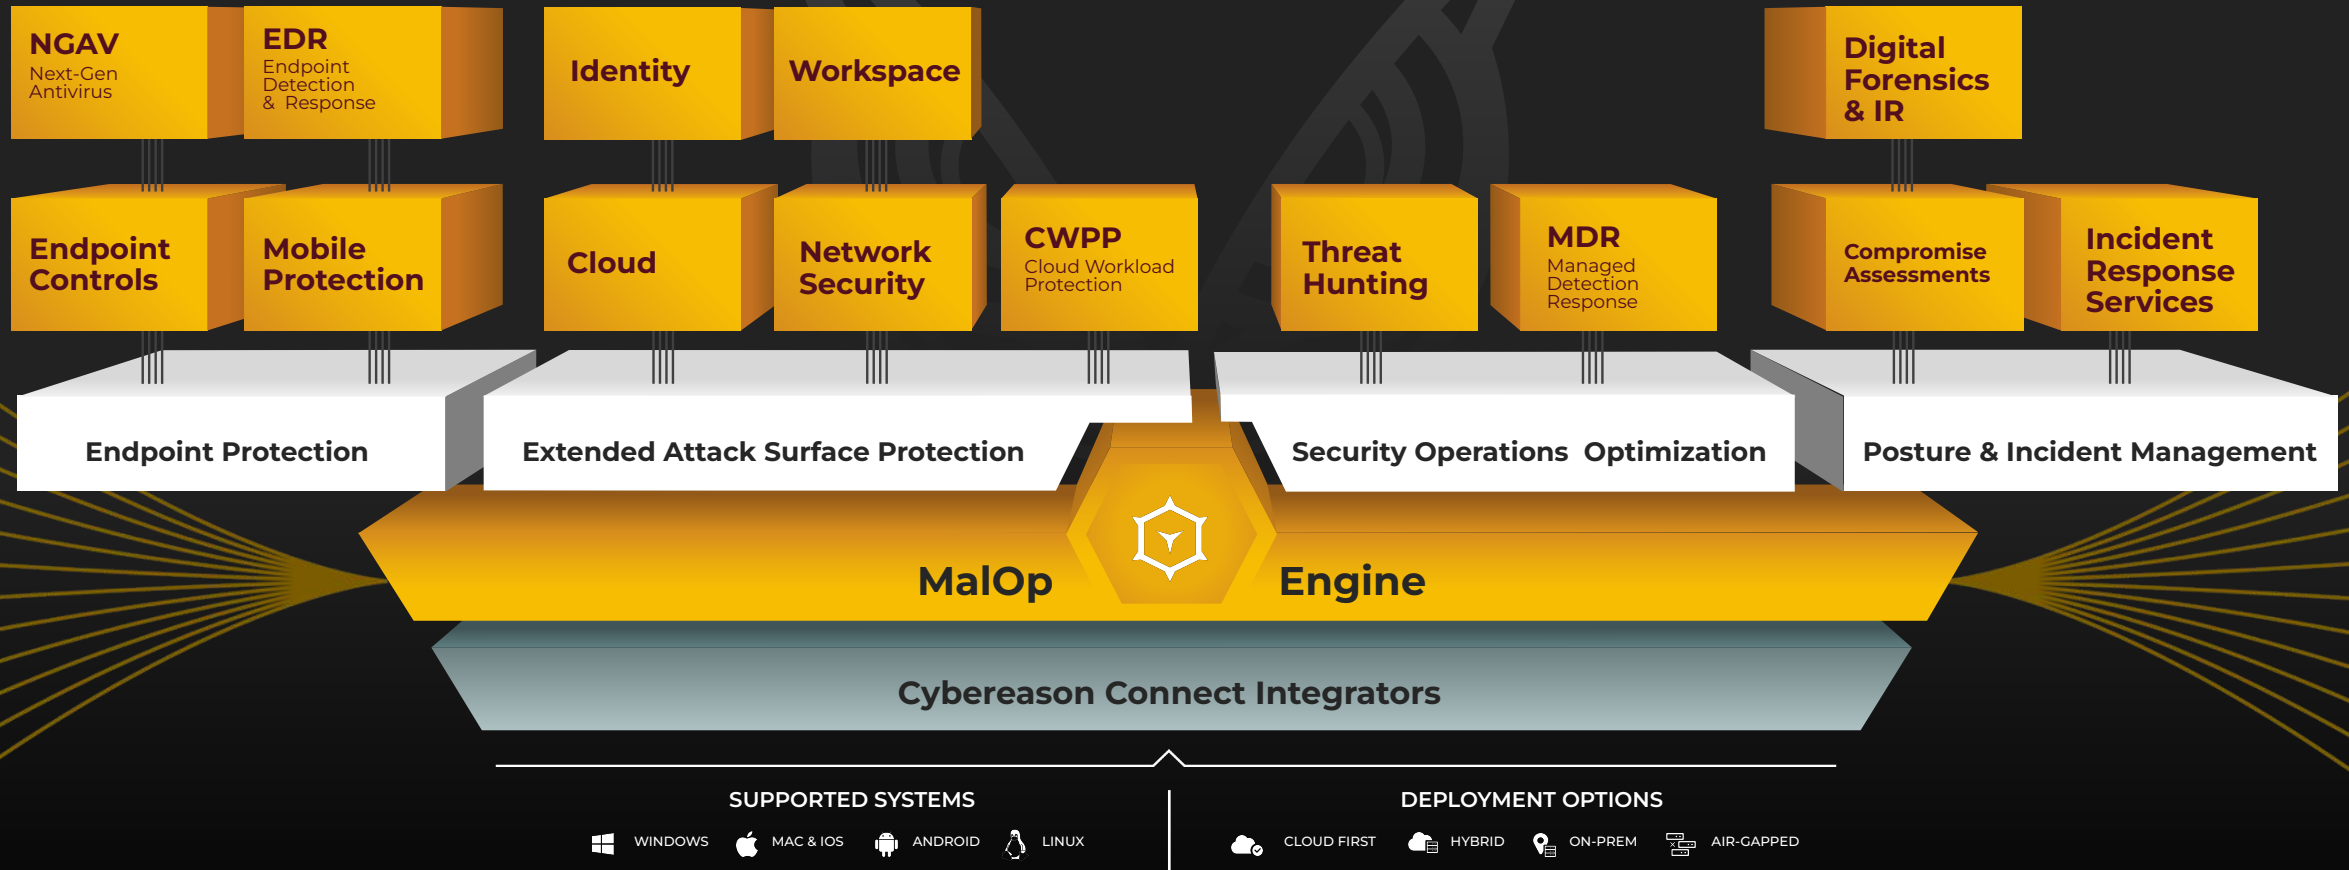 NGAV
Next-Gen
Antivirus
EDR
Endpoint
Detection
& Response
Identity
Workspace
Digital
Forensics
& IR
Endpoint
Controls
Mobile
Protection
Cloud
Network
Security
CWPP
Cloud Workload
Protection
Threat
Hunting
MDR
Managed
Detection
Response
Compromise
Assessments
Incident
Response
Services
Endpoint Protection
Extended Attack Surface Protection
Security Operations Optimization
Posture & Incident Management
MalOp Engine
Cybereason Connect Integrators
SUPPORTED SYSTEMS
WINDOWS
MAC & IOS
ANDROID
LINUX
DEPLOYMENT OPTIONS
CLOUD FIRST
HYBRID
ON-PREM
AIR-GAPPED